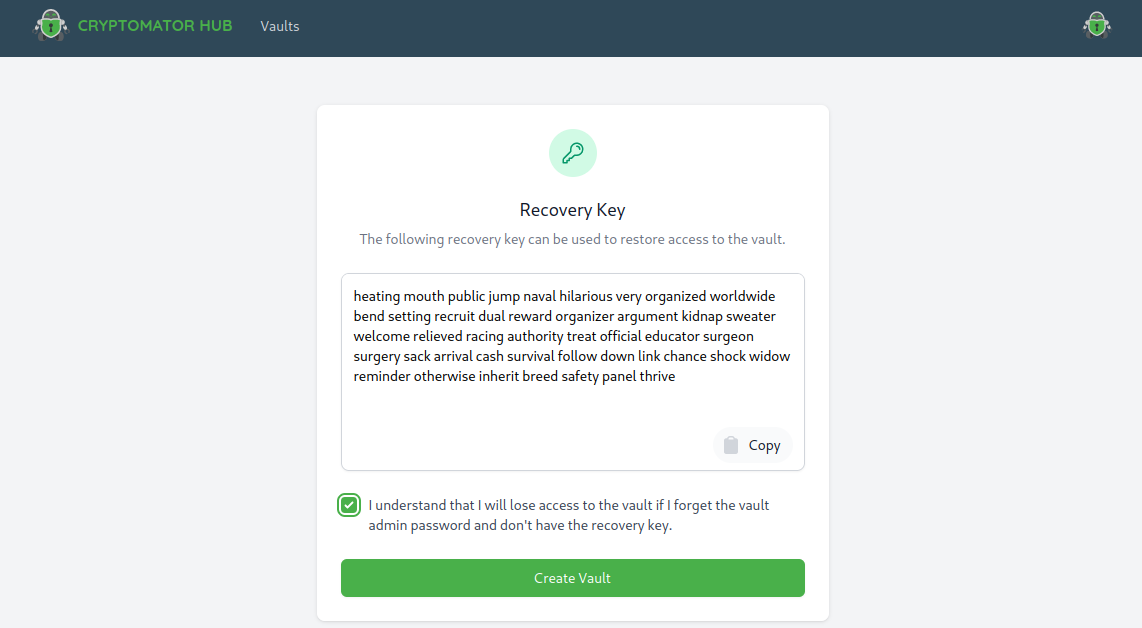 CRYPTOMATOR HUB Vaults
Recovery Key
The following recovery key can be used to restore access to the vault.
heating mouth public jump naval hilarious very organized worldwide
bend setting recruit dual reward organizer argument kidnap sweater
welcome relieved racing authority treat official educator surgeon
surgery sack arrival cash survival follow down link chance shock widow
reminder otherwise inherit breed safety panel thrive
Copy
I understand that I will lose access to the vault if I forget the vault
admin password and don't have the recovery key.
Create Vault